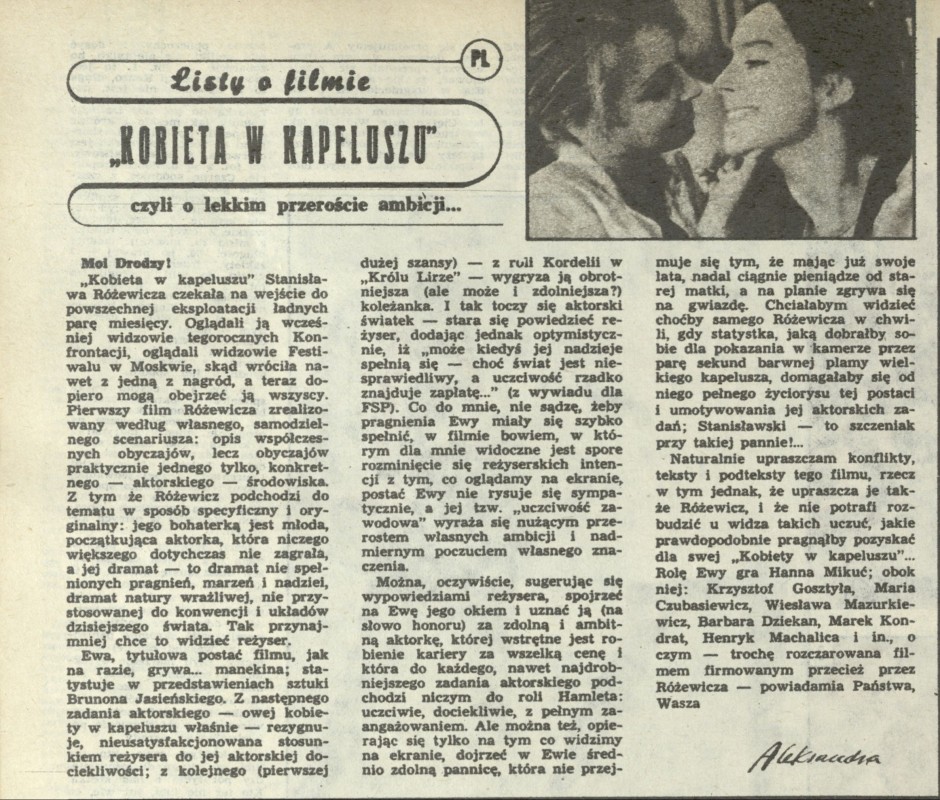 PL
Listy o filmie
„KOBIETA W KAPELUSZU”
czyli o lekkim przeroście ambicji...
Moi Drodzy!
„Kobieta w kapeluszu” Stanisła-
wa Różewicza czekała na wejście do
powszechnej eksploatacji ładnych
parę miesięcy. Oglądali ją wcześ-
niej widzowie tegorocznych Kon-
frontacji, oglądali widzowie Festi-
walu w Moskwie, skąd wróciła na-
wet z jedną z nagród, a teraz do-
piero mogą obejrzeć ją wszyscy.
Pierwszy film Różewicza zrealizo-
wany według własnego, samodziel-
nego scenariusza: opis współczes-
nych obyczajów, lecz obyczajów
praktycznie jednego tylko, konkret-
nego — aktorskiego — środowiska.
Z tym że Różewicz podchodzi do
tematu w sposób specyficzny i ory-
ginalny: jego bohaterką jest młoda,
początkująca aktorka, która niczego
większego dotychczas nie zagrała,
a jej dramat — to dramat nie speł-
nionych pragnień, marzeń i nadziei,
dramat natury wrażliwej, nie przy-
stosowanej do konwencji i układów
dzisiejszego świata. Tak przynaj-
mniej chce to widzieć reżyser.
Ewa, tytułowa postać filmu, jak
na razie, grywa... manekina; sta-
tystuje w przedstawieniach sztuki
Brunona Jasieńskiego. Z następnego
zadania aktorskiego — owej kobie-
ty w kapeluszu właśnie — rezygnu-
je, nieusatysfakcjonowana stosun-
kiem reżysera do jej aktorskiej do-
ciekliwości; z kolejnego (pierwszej
dużej szansy) — z roli Kordelii w
„Królu Lirze” — wygryza ją obrot-
niejsza (ale może i zdolniejsza?)
koleżanka. I tak toczy się aktorski
światek — stara się powiedzieć re-
żyser, dodając jednak optymistycz-
nie, iż „może kiedyś jej nadzieje
spełnią się — choć świat jest nie-
sprawiedliwy, a uczciwość rzadko
znajduje zapłatę...” (z wywiadu dla
FSP). Co do mnie, nie sądzę, żeby
pragnienia Ewy miały się szybko
spełnić, w filmie bowiem, w któ-
rym dla mnie widoczne jest spore
rozminięcie się reżyserskich inten-
cji z tym, co oglądamy na ekranie,
postać Ewy nie rysuje się sympa-
tycznie, a jej tzw. „uczciwość za-
wodowa” wyraża się nużącym prze-
rostem własnych ambicji i nad-
miernym poczuciem własnego zna-
czenia.
Można, oczywiście, sugerując się
wypowiedziami reżysera, spojrzeć
na Ewę jego okiem i uznać ją (na
słowo honoru) za zdolną i ambit-
ną aktorkę, której wstrętne jest ro-
bienie kariery za wszelką cenę i
która do każdego, nawet najdrob-
niejszego zadania aktorskiego pod-
chodzi niczym do roli Hamleta:
uczciwie, dociekliwie, z pełnym za-
angażowaniem. Ale można też, opie-
rając się tylko na tym co widzimy
na ekranie, dojrzeć w Ewie śred-
nio zdolną pannicę, która nie przej-
muje się tym, że mając już swoje
lata, nadal ciągnie pieniądze od sta-
rej matki, a na planie zgrywa się
na gwiazdę. Chciałabym widzieć
choćby samego Różewicza w chwi-
li, gdy statystka, jaką dobrałby so-
bie dla pokazania w kamerze przez
parę sekund barwnej plamy wiel-
kiego kapelusza, domagałaby się od
niego pełnego życiorysu tej postaci
i umotywowania jej aktorskich za-
dań; Stanisławski — to szczeniak
przy takiej pannie!...
Naturalnie upraszczam konflikty,
teksty i podteksty tego filmu, rzecz
w tym jednak, że upraszcza je tak-
że Różewicz, i że nie potrafi roz-
budzić u widza takich uczuć, jakie
prawdopodobnie pragnąłby pozyskać
dla swej „Kobiety w kapeluszu”...
Rolę Ewy gra Hanna Mikuć; obok
niej: Krzysztof Gosztyła, Maria
Czubasiewicz, Wiesława Mazurkie-
wicz, Barbara Dziekan, Marek Kon-
drat, Henryk Machalica i in., o
czym — trochę rozczarowana fil-
mem firmowanym przecież przez
Różewicza — powiadamia Państwa,
Wasza
Aleksandra